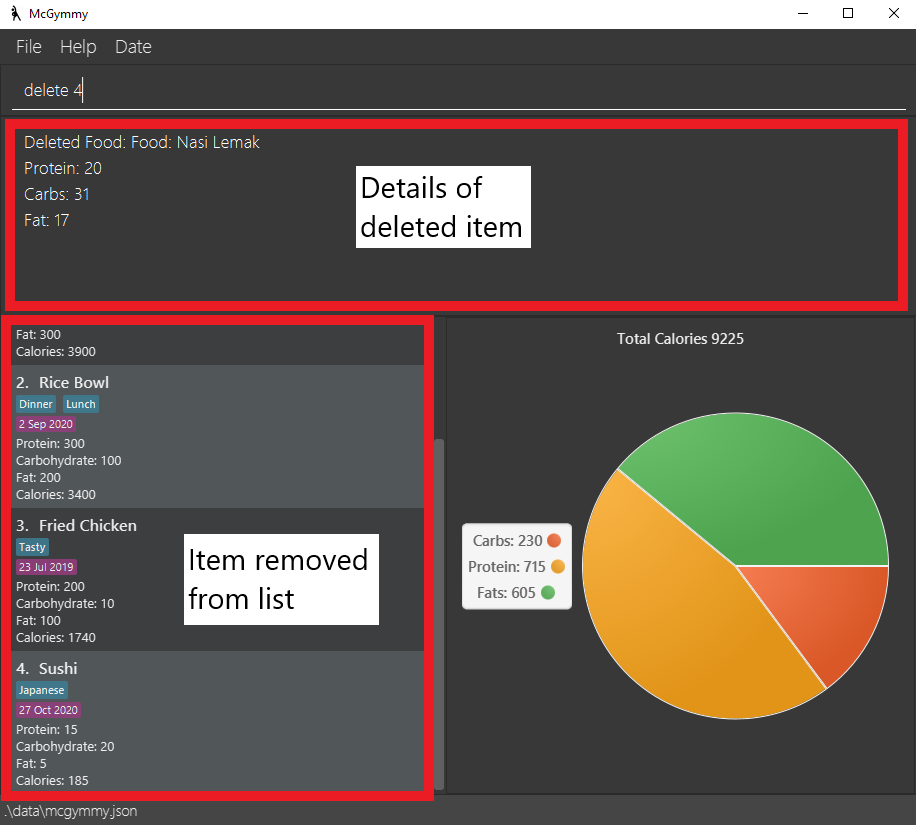 McGymmy
File Help Date
delete 4
Deleted Food: Food: Nasi Lemak
Protein: 20
Carbs: 31
Fat: 17
Details of
deleted item
Fat: 300
Calories: 3900
2. Rice Bowl
Dinner Lunch
2 Sep 2020
Protein: 300
Carbohydrate: 100
Fat: 200
Calories: 3400
3. Fried Chicken
Tasty
23 Jul 2019
Protein: 200
Carbohydrate: 10
Fat: 100
Calories: 1740
Item removed
from list
4. Sushi
Japanese
27 Oct 2020
Protein: 15
Carbohydrate: 20
Fat: 5
Calories: 185
Total Calories 9225
Carbs: 230
Protein: 715
Fats: 605
.\data\mcgymmy.json